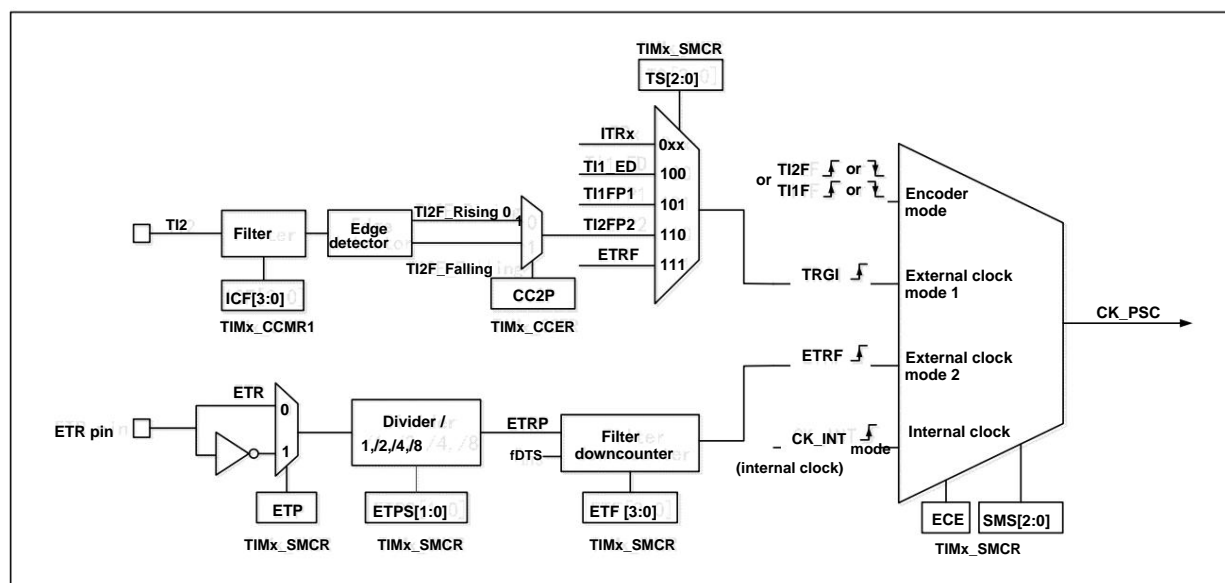 TIMx_SMCR
TS[2:0]
ITRx
0xx
TI1_ED
100
TI1FP1
101
TI2FP2
110
ETRF
111
TI2
Filter
Edge
detector
TI2F_Rising 0
TI2F_Falling
1
ICF[3:0]
TIMx_CCMR1
CC2P
TIMx_CCER
or
TI2F or
TI1F or
Encoder
mode
TRGI
External clock
mode 1
ETRF
External clock
mode 2
CK_INT
mode
(internal clock)
Internal clock
CK_PSC
ECE
SMS[2:0]
TIMx_SMCR
ETR pin
ETR
0
1
ETP
TIMx_SMCR
Divider /
1,/2,/4,/8
ETPS[1:0]
TIMx_SMCR
ETRP
fDTS
Filter
downcounter
ETF [3:0]
TIMx_SMCR